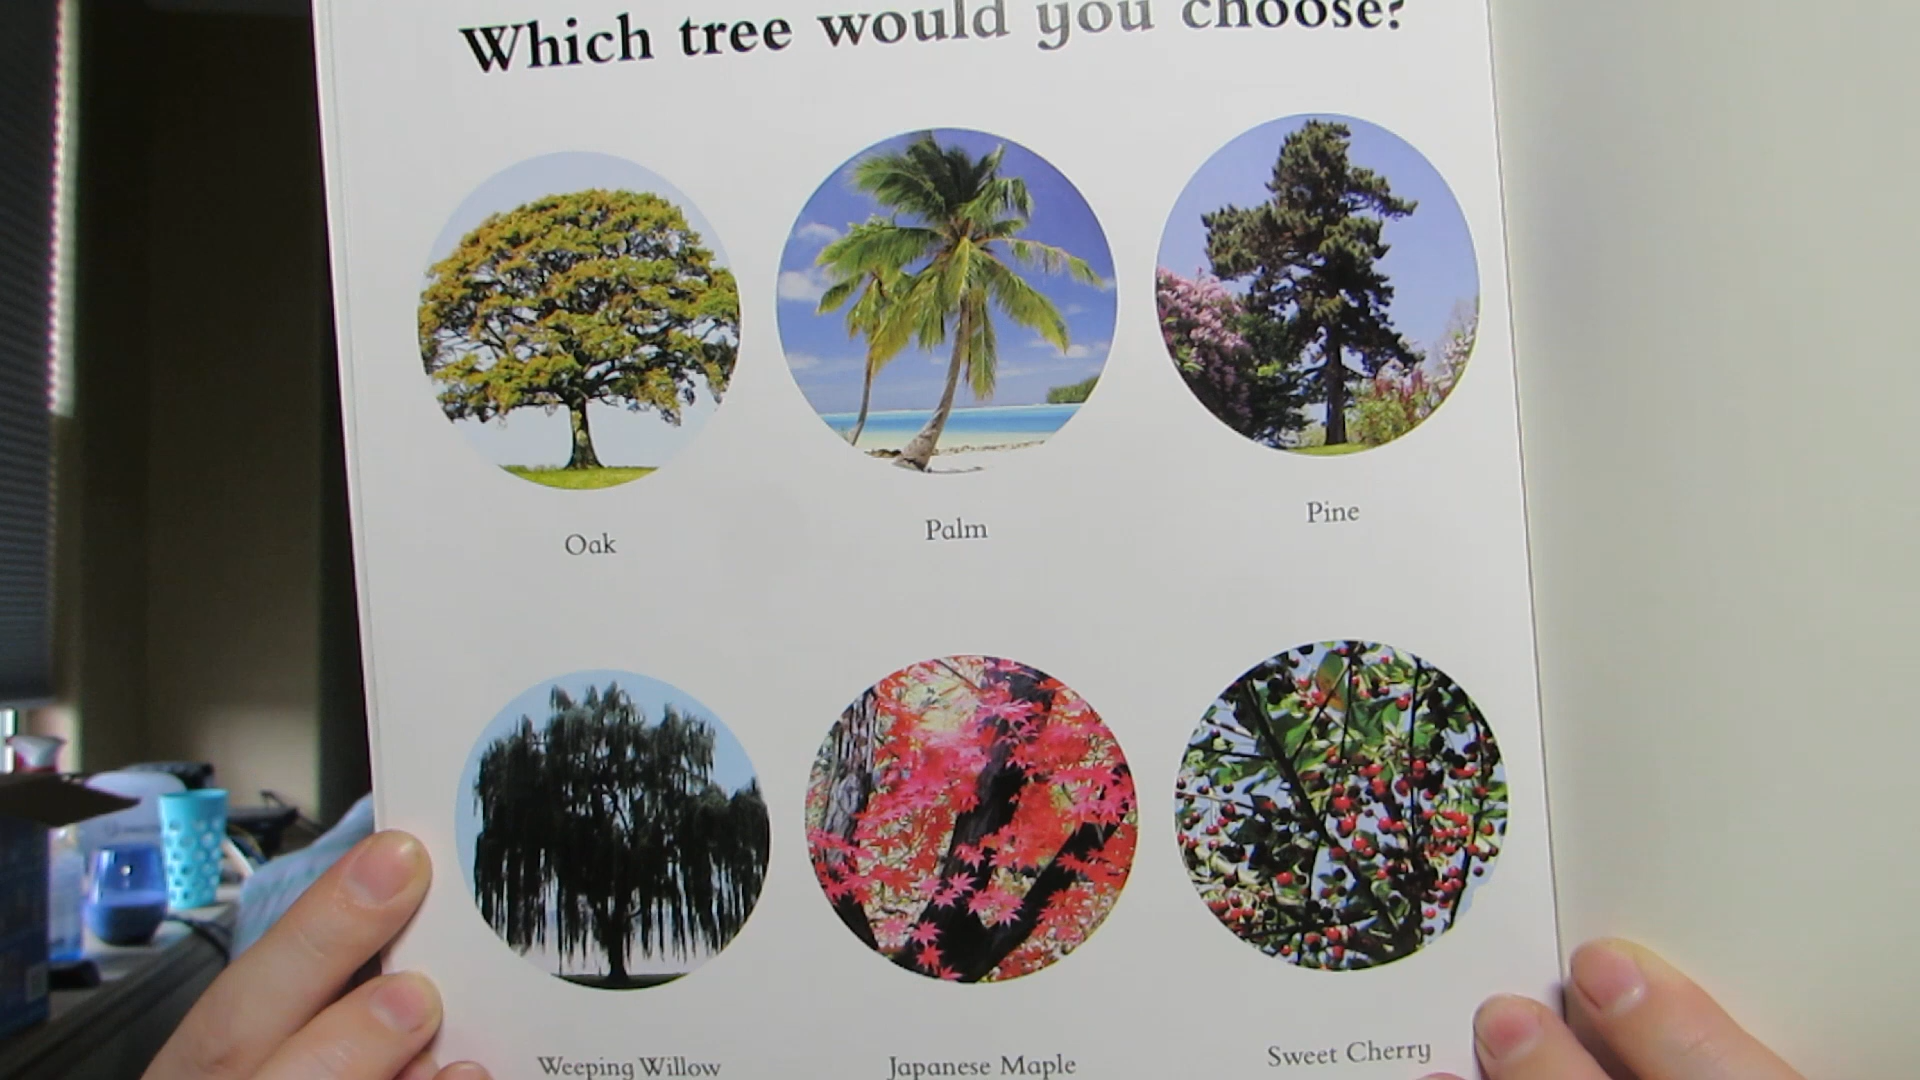 Which tree would you choose?
Oak
Palm
Pine
Weeping Willow
Japanese Maple
Sweet Cherry